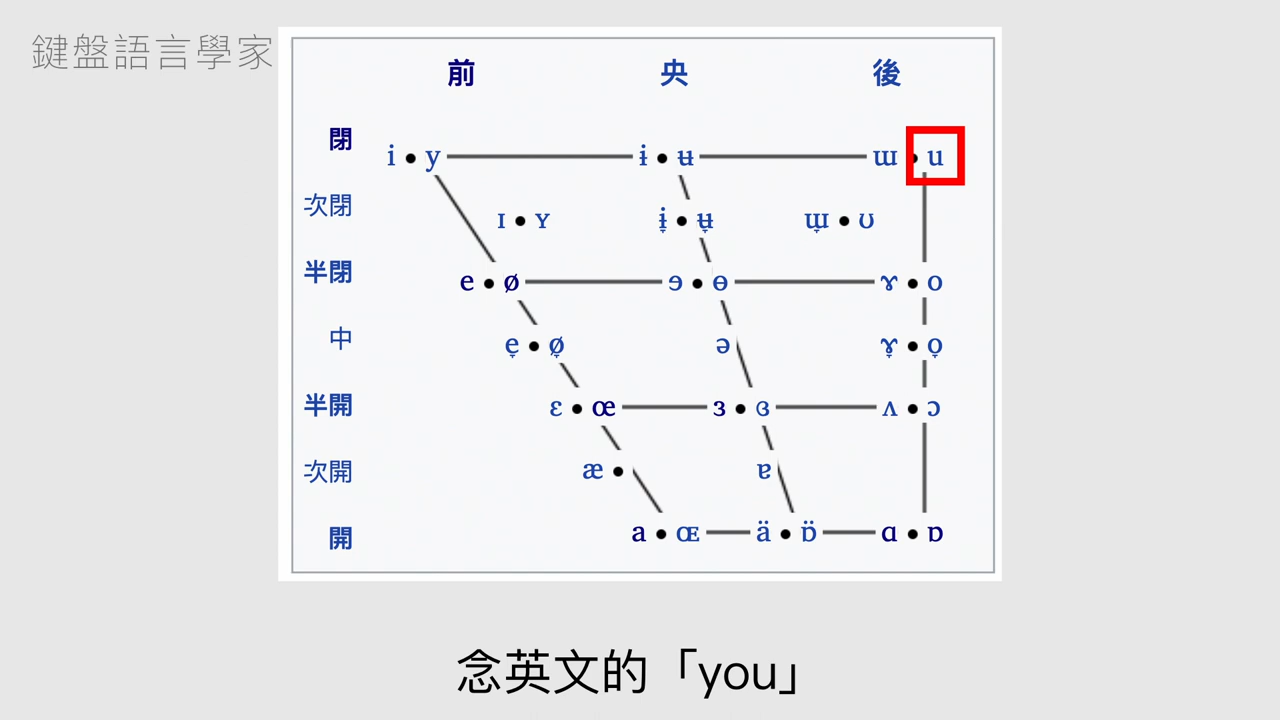 鍵盤語言學家
前 央 後
閉 i • y ɨ • ʉ ɯ • u
次閉 ɪ • ʏ ɨ̞ • ʉ̞ ɯ̞ • ʊ
半閉 e • ø ɘ • ɵ ɤ • o
中 e̞ • ø̞ ə ɤ̞ • o̞
半開 ɛ • œ ɜ • ɞ ʌ • ɔ
次開 æ • ɐ
開 a • ɶ ä • ɒ̈ ɑ • ɒ
念英文的「you」